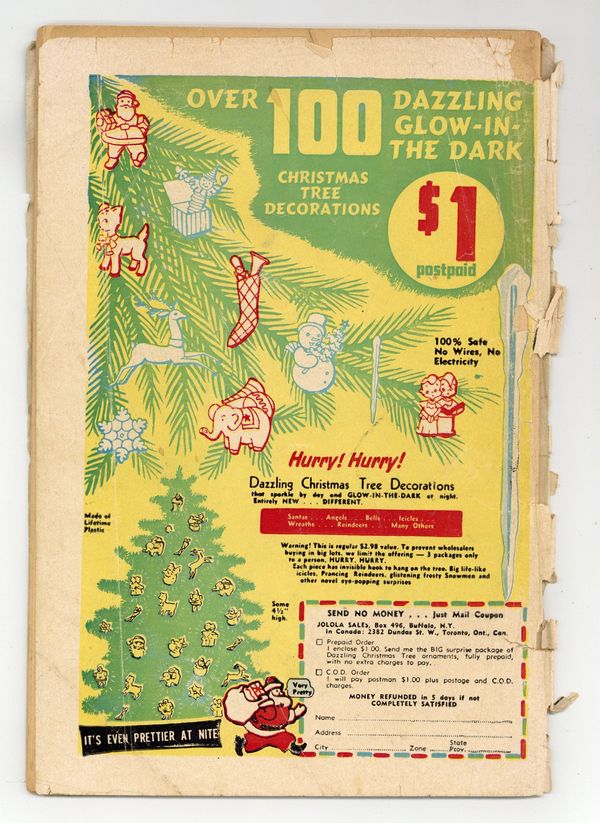 OVER 100 DAZZLING
GLOW-IN-
THE DARK
CHRISTMAS
TREE
DECORATIONS
$1
postpaid
100% Safe
No Wires, No
Electricity
Hurry! Hurry!
Dazzling Christmas Tree Decorations
that sparkle by day and GLOW-IN-THE-DARK at night.
Entirely NEW . . . DIFFERENT.
Santas . . . Angels . . . Bells . . . Icicles . . .
Wreaths . . . Reindeers . . . Many Others
Made of
Lifetime
Plastic
Warning! This is regular $2.98 value. To prevent wholesalers
buying in big lots, we limit the offering — 3 packages only
to a person. HURRY. HURRY.
Each piece has invisible hook to hang on the tree. Big life-like
icicles, Prancing Reindeers, glistening frosty Snowmen and
other novel eye-popping surprises
Some
4½"
high.
SEND NO MONEY . . . Just Mail Coupon
JOLOLA SALES, Box 496, Buffalo, N.Y.
In Canada: 2382 Dundas St. W., Toronto, Ont., Can.
Prepaid Order
I enclose $1.00. Send me the BIG surprise package of
Dazzling Christmas Tree ornaments, fully prepaid,
with no extra charges to pay.
C.O.D. Order
I will pay postman $1.00 plus postage and C.O.D.
charges.
MONEY REFUNDED in 5 days if not
COMPLETELY SATISFIED
Name
Address
City Zone State
Prov.
Very
Pretty
IT'S EVEN PRETTIER AT NITE